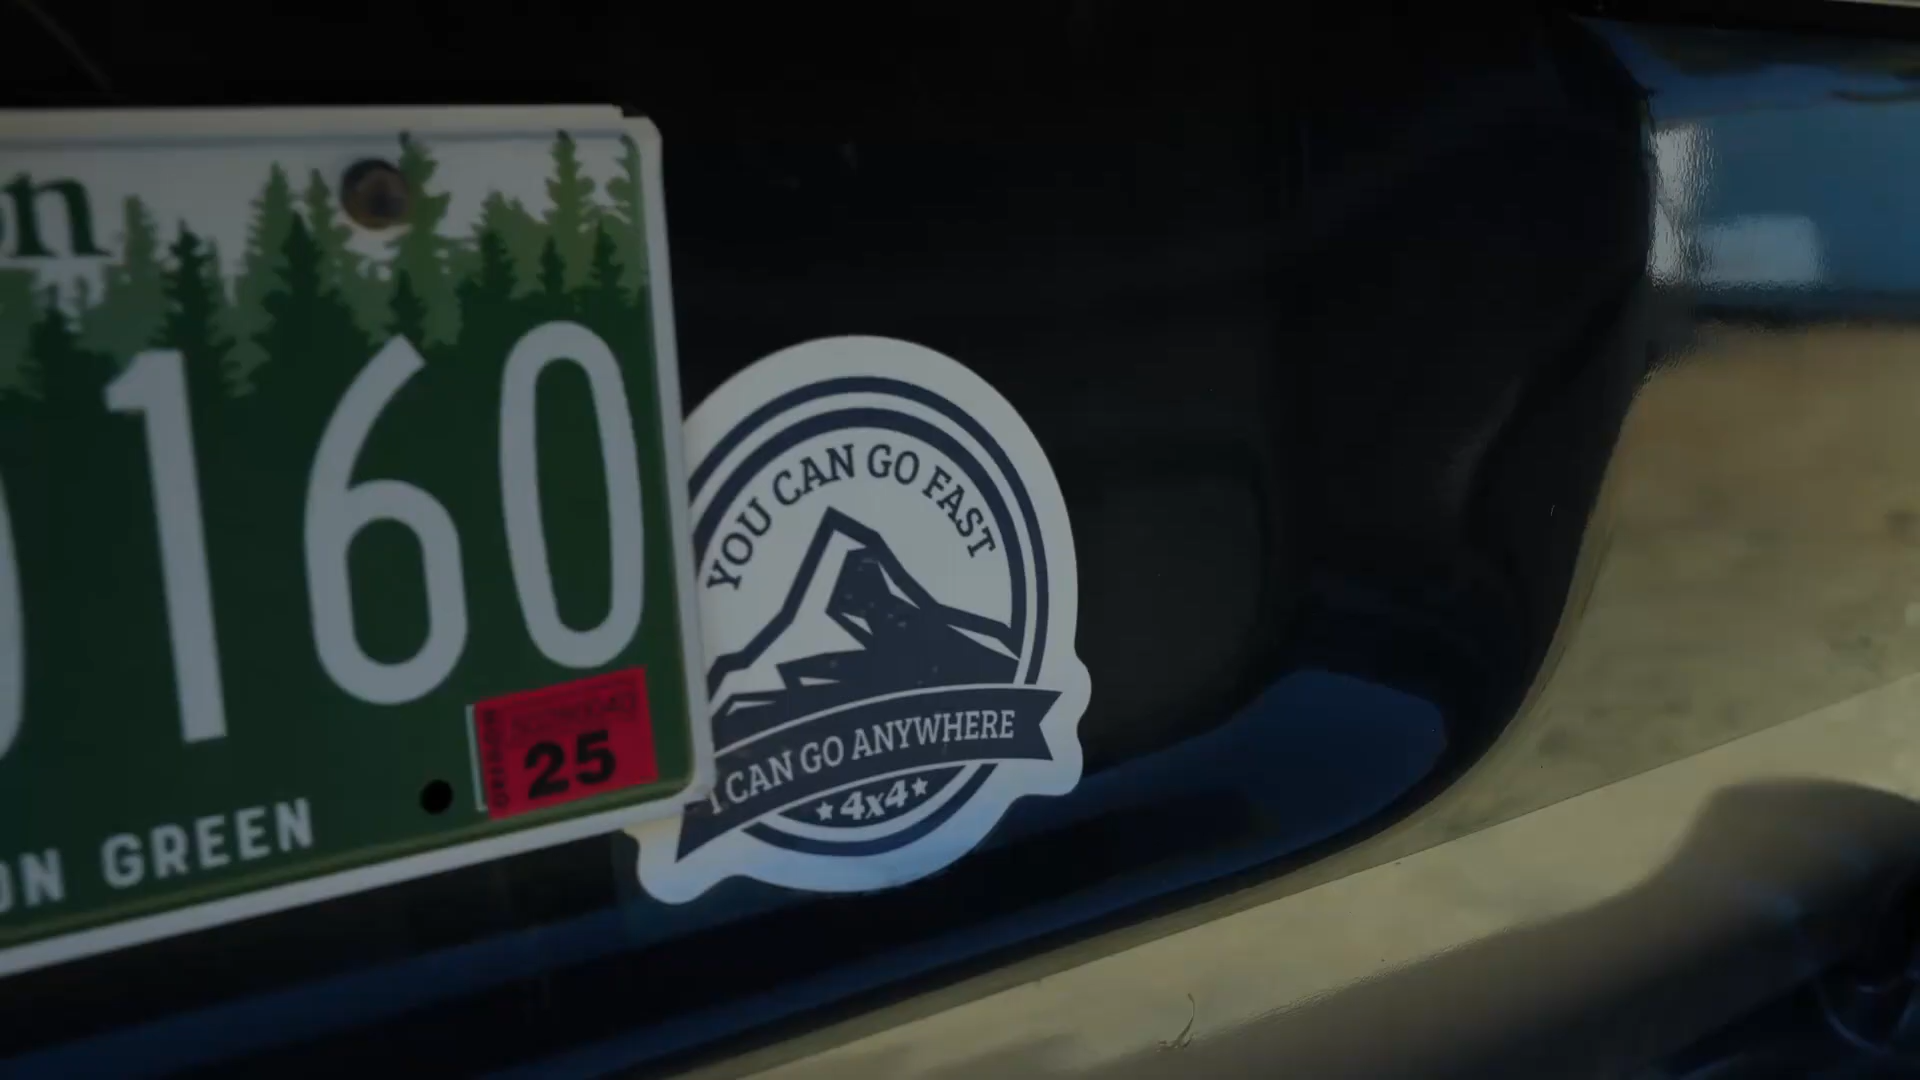 on
160
25
ON GREEN
YOU CAN GO FAST
I CAN GO ANYWHERE
4x4